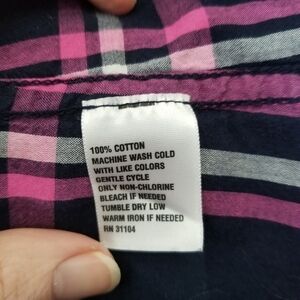 100% COTTON
MACHINE WASH COLD
WITH LIKE COLORS
GENTLE CYCLE
ONLY NON-CHLORINE
BLEACH IF NEEDED
TUMBLE DRY LOW
WARM IRON IF NEEDED
RN 31104